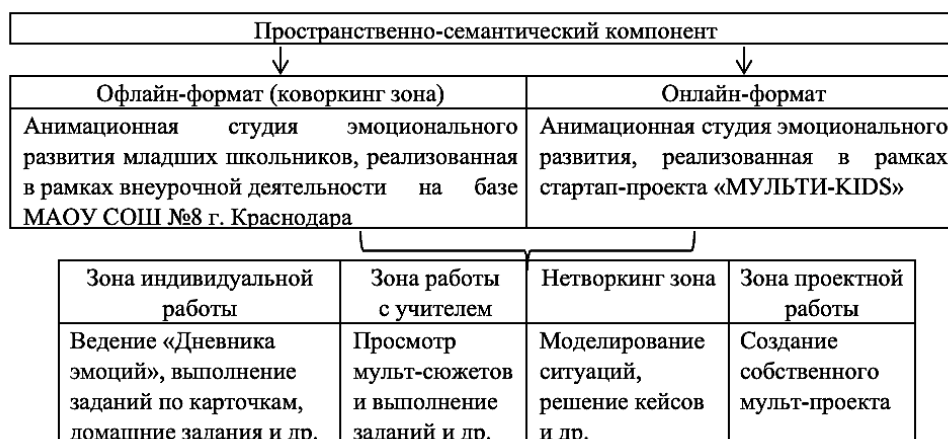 Пространственно-семантический компонент
Офлайн-формат (коворкинг зона)
Онлайн-формат
Анимационная студия эмоционального
развития младших школьников, реализованная
в рамках внеурочной деятельности на базе
МАОУ СОШ №8 г. Краснодара
Анимационная студия эмоционального
развития, реализованная в рамках
стартап-проекта «МУЛЬТИ-KIDS»
Зона индивидуальной
работы
Зона работы
с учителем
Нетворкинг зона
Зона проектной
работы
Ведение «Дневника
эмоций», выполнение
заданий по карточкам,
домашние задания и др.
Просмотр
мульт-сюжетов
и выполнение
заданий и др.
Моделирование
ситуаций,
решение кейсов
и др.
Создание
собственного
мульт-проекта